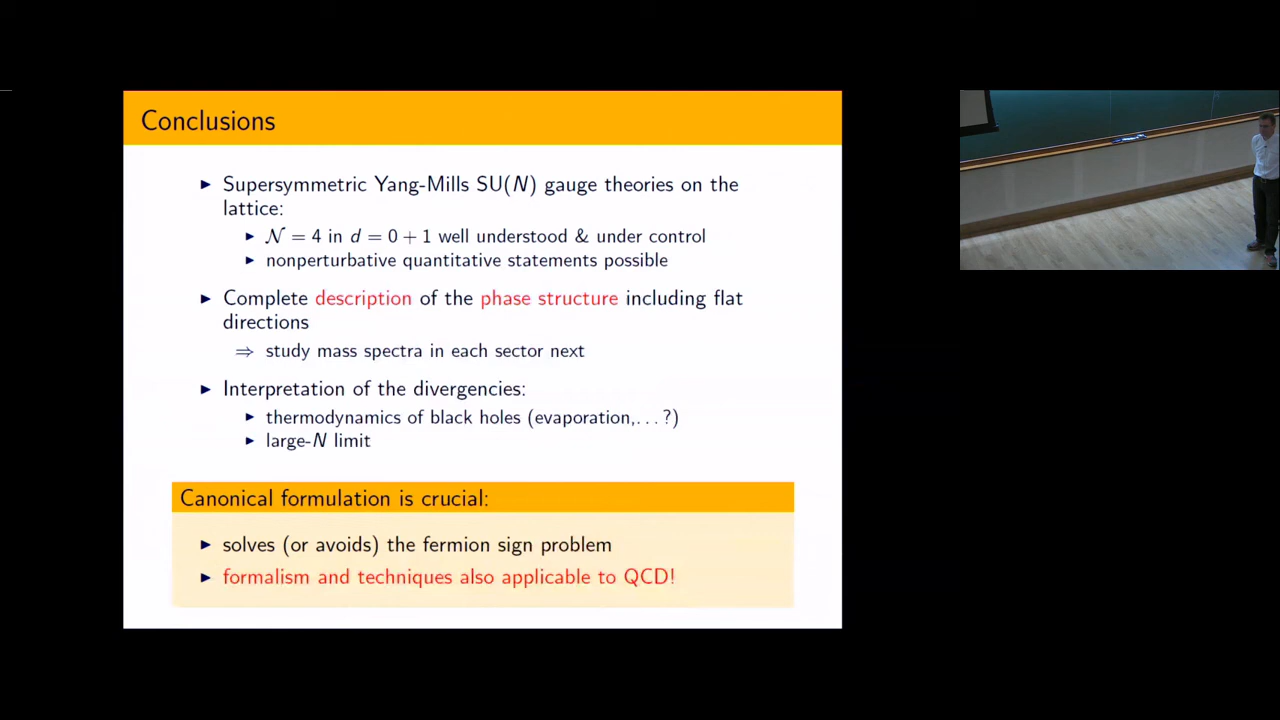 Conclusions
▶ Supersymmetric Yang-Mills SU(N) gauge theories on the
lattice:
▶ 𝒩 = 4 in d = 0 + 1 well understood & under control
▶ nonperturbative quantitative statements possible
▶ Complete description of the phase structure including flat
directions
⇒ study mass spectra in each sector next
▶ Interpretation of the divergencies:
▶ thermodynamics of black holes (evaporation,...?)
▶ large-N limit
Canonical formulation is crucial:
▶ solves (or avoids) the fermion sign problem
▶ formalism and techniques also applicable to QCD!